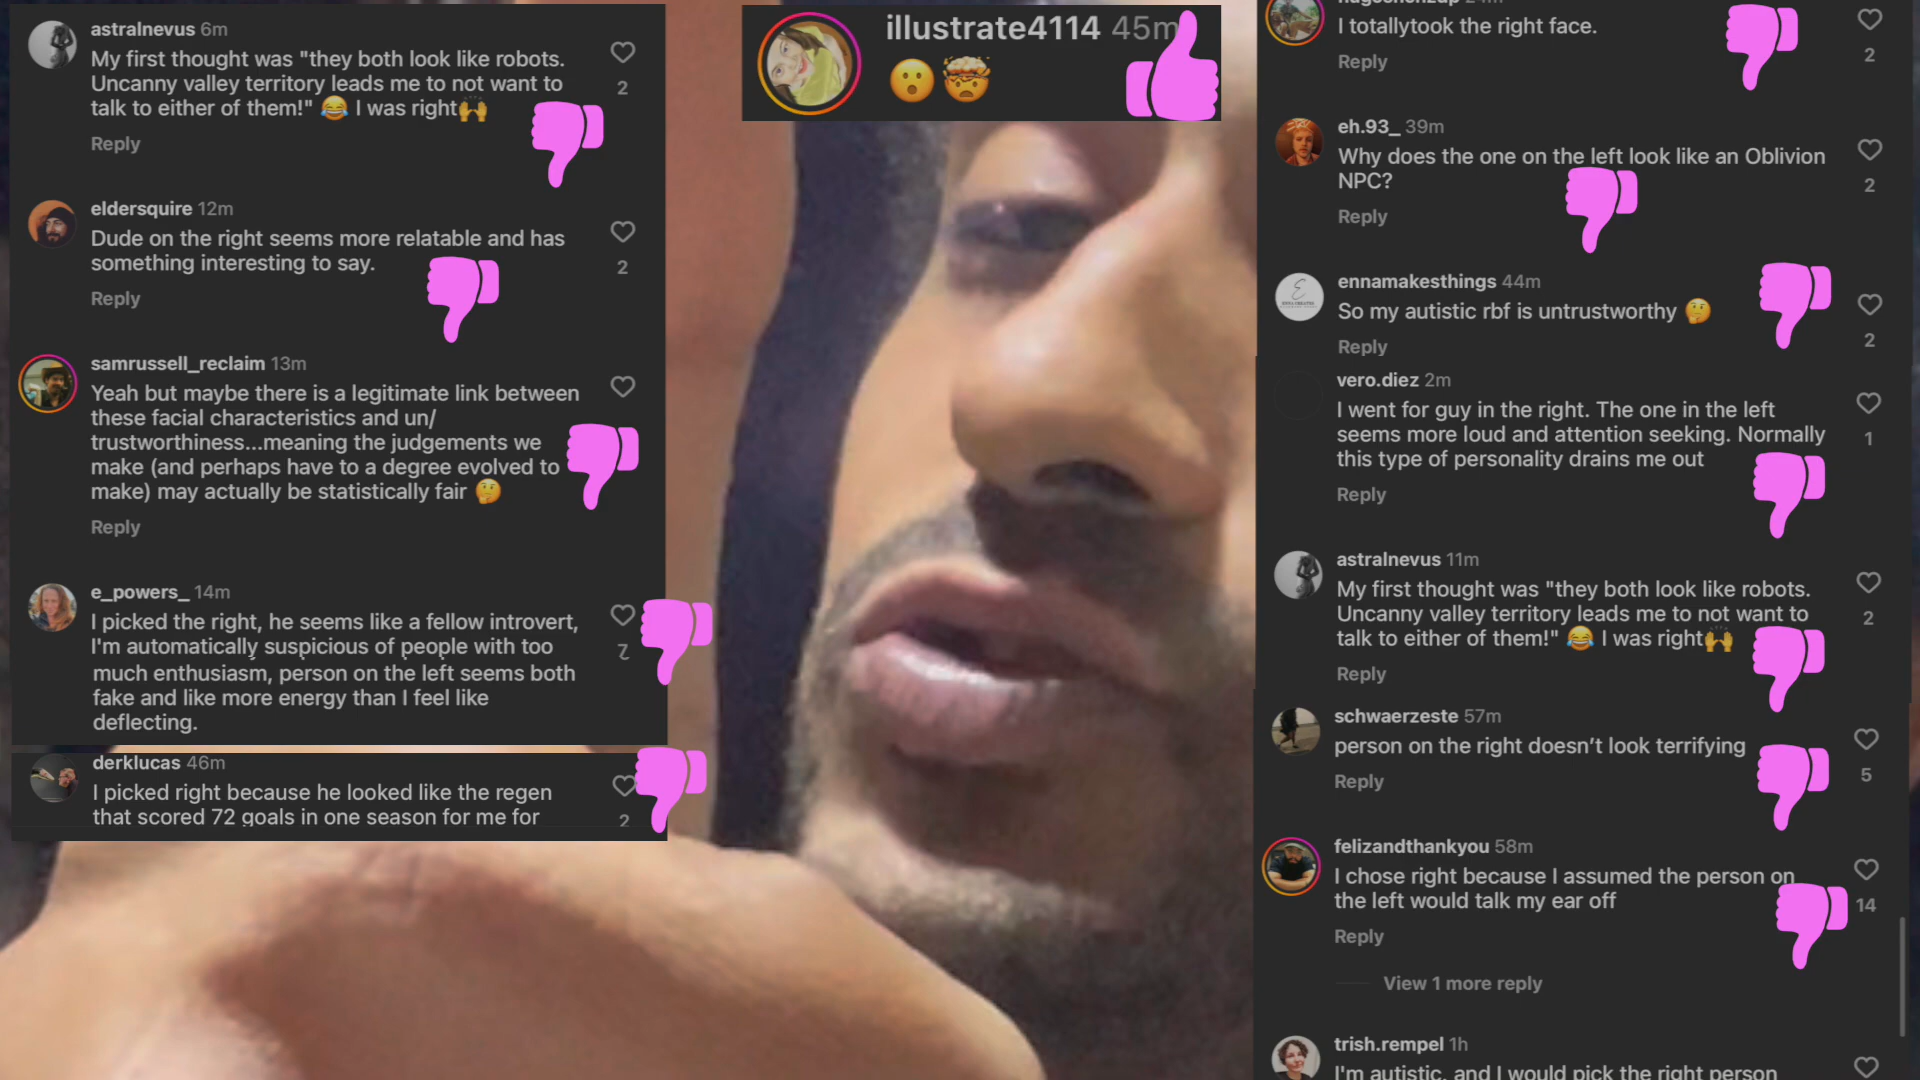 astralnevus 6m
My first thought was "they both look like robots.
Uncanny valley territory leads me to not want to
talk to either of them!" 😂 I was right🙌
2
Reply
eldersquire 12m
Dude on the right seems more relatable and has
something interesting to say.
2
Reply
samrussell_reclaim 13m
Yeah but maybe there is a legitimate link between
these facial characteristics and un/
trustworthiness...meaning the judgements we
make (and perhaps have to a degree evolved to
make) may actually be statistically fair 🤔
Reply
e_powers_ 14m
I picked the right, he seems like a fellow introvert,
I'm automatically suspicious of people with too
much enthusiasm, person on the left seems both
fake and like more energy than I feel like
deflecting.
derklucas 46m
I picked right because he looked like the regen
that scored 72 goals in one season for me for
2
illustrate4114 45m
😮🤯
I totallytook the right face.
2
Reply
eh.93_ 39m
Why does the one on the left look like an Oblivion
NPC?
2
Reply
ennamakesthings 44m
So my autistic rbf is untrustworthy 🤔
2
Reply
vero.diez 2m
I went for guy in the right. The one in the left
seems more loud and attention seeking. Normally
this type of personality drains me out
1
Reply
astralnevus 11m
My first thought was "they both look like robots.
Uncanny valley territory leads me to not want to
talk to either of them!" 😂 I was right🙌
2
Reply
schwaerzeste 57m
person on the right doesn't look terrifying
5
Reply
felizandthankyou 58m
I chose right because I assumed the person on
the left would talk my ear off
14
Reply
View 1 more reply
trish.rempel 1h
I'm autistic, and I would pick the right person